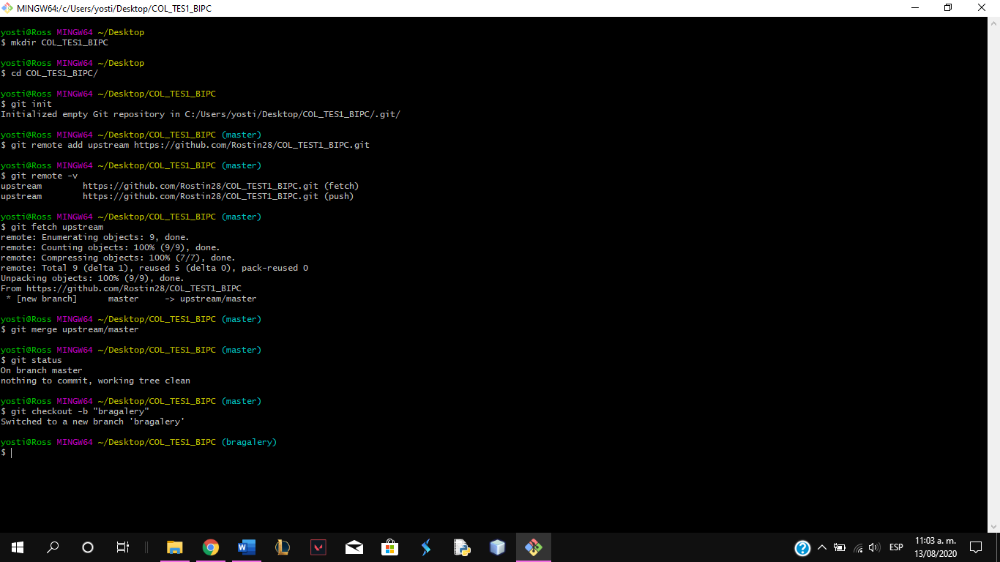 MINGW64:/c/Users/yosti/Desktop/COL_TES1_BIPC
yosti@Ross MINGW64 ~/Desktop
$ mkdir COL_TES1_BIPC
yosti@Ross MINGW64 ~/Desktop
$ cd COL_TES1_BIPC/
yosti@Ross MINGW64 ~/Desktop/COL_TES1_BIPC
$ git init
Initialized empty Git repository in C:/Users/yosti/Desktop/COL_TES1_BIPC/.git/
yosti@Ross MINGW64 ~/Desktop/COL_TES1_BIPC (master)
$ git remote add upstream https://github.com/Rostin28/COL_TEST1_BIPC.git
yosti@Ross MINGW64 ~/Desktop/COL_TES1_BIPC (master)
$ git remote -v
upstream        https://github.com/Rostin28/COL_TEST1_BIPC.git (fetch)
upstream        https://github.com/Rostin28/COL_TEST1_BIPC.git (push)
yosti@Ross MINGW64 ~/Desktop/COL_TES1_BIPC (master)
$ git fetch upstream
remote: Enumerating objects: 9, done.
remote: Counting objects: 100% (9/9), done.
remote: Compressing objects: 100% (7/7), done.
remote: Total 9 (delta 1), reused 5 (delta 0), pack-reused 0
Unpacking objects: 100% (9/9), done.
From https://github.com/Rostin28/COL_TEST1_BIPC
 * [new branch]      master     -> upstream/master
yosti@Ross MINGW64 ~/Desktop/COL_TES1_BIPC (master)
$ git merge upstream/master
yosti@Ross MINGW64 ~/Desktop/COL_TES1_BIPC (master)
$ git status
On branch master
nothing to commit, working tree clean
yosti@Ross MINGW64 ~/Desktop/COL_TES1_BIPC (master)
$ git checkout -b "bragalery"
Switched to a new branch 'bragalery'
yosti@Ross MINGW64 ~/Desktop/COL_TES1_BIPC (bragalery)
$
ESP
11:03 a. m.
13/08/2020